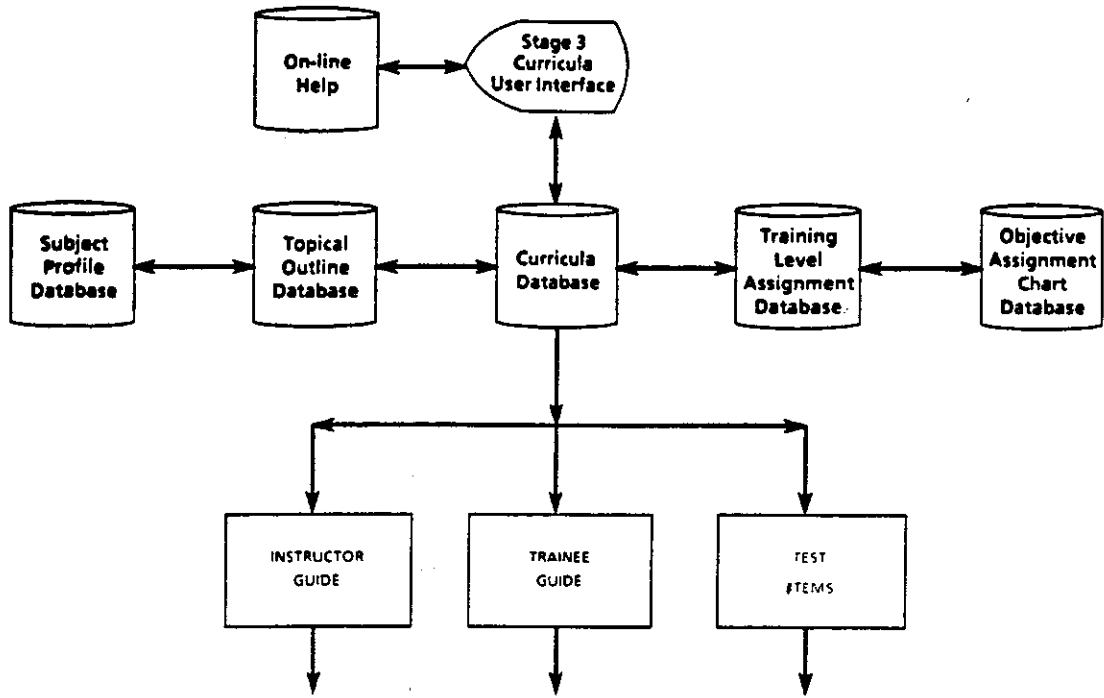 On-line
Help
Stage 3
Curricula
User Interface
Subject
Profile
Database
Topical
Outline
Database
Curricula
Database
Training
Level
Assignment
Database
Objective
Assignment
Chart
Database
INSTRUCTOR
GUIDE
TRAINEE
GUIDE
TEST
ITEMS